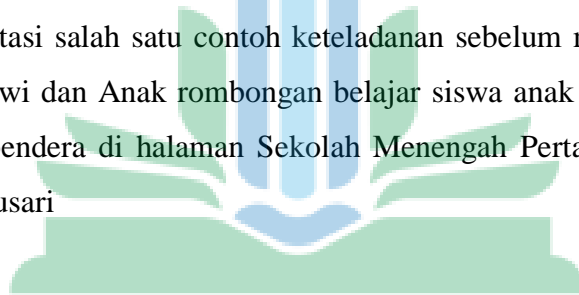 tasi salah satu contoh keteladanan sebelum
wi dan Anak rombongan belajar siswa anak
endera di halaman Sekolah Menengah Perta
usari